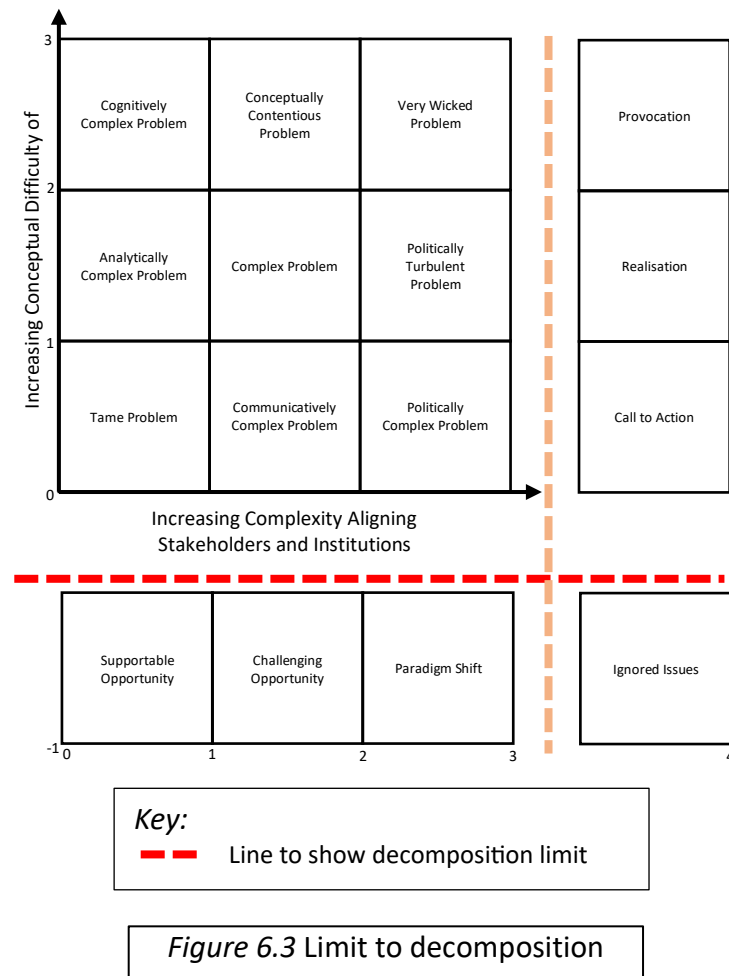 Increasing Conceptual Difficulty of
3
Cognitively
Complex Problem
Conceptually
Contentious
Problem
Very Wicked
Problem
Provocation
2
Analytically
Complex Problem
Complex Problem
Politically
Turbulent
Problem
Realisation
1
Tame Problem
Communicatively
Complex Problem
Politically
Complex Problem
Call to Action
0
Increasing Complexity Aligning
Stakeholders and Institutions
Supportable
Opportunity
Challenging
Opportunity
Paradigm Shift
Ignored Issues
-1
0
1
2
3
4
Key:
Line to show decomposition limit
Figure 6.3 Limit to decomposition